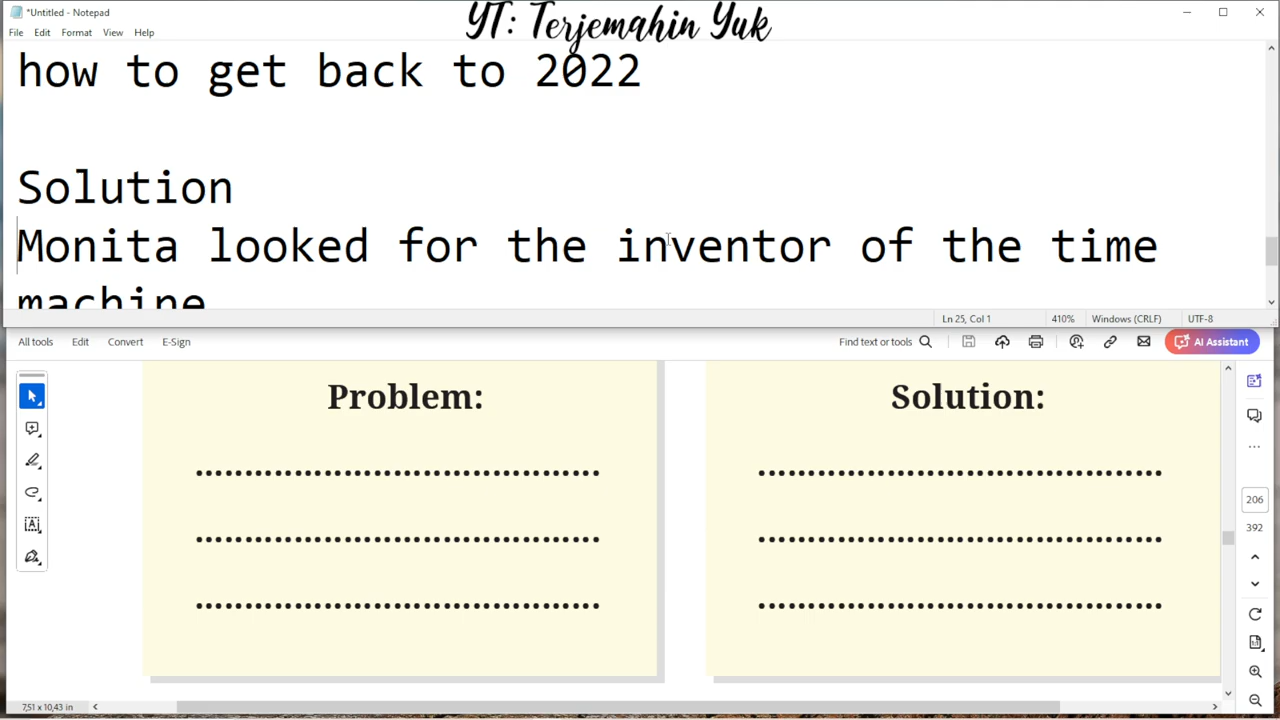 *Untitled - Notepad
YT: Terjemahin Yuk
File Edit Format View Help
how to get back to 2022
Solution
Monita looked for the inventor of the time
machine
Ln 25, Col 1 410% Windows (CRLF) UTF-8
All tools Edit Convert E-Sign Find text or tools AI Assistant
Problem: Solution:
206
392
7,51 x 10,43 in